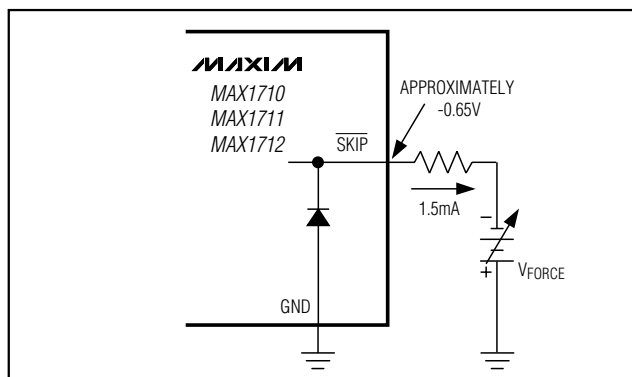 MAXIM
MAX1710
MAX1711
MAX1712
APPROXIMATELY
-0.65V
SKIP
1.5mA
−
+
VFORCE
GND